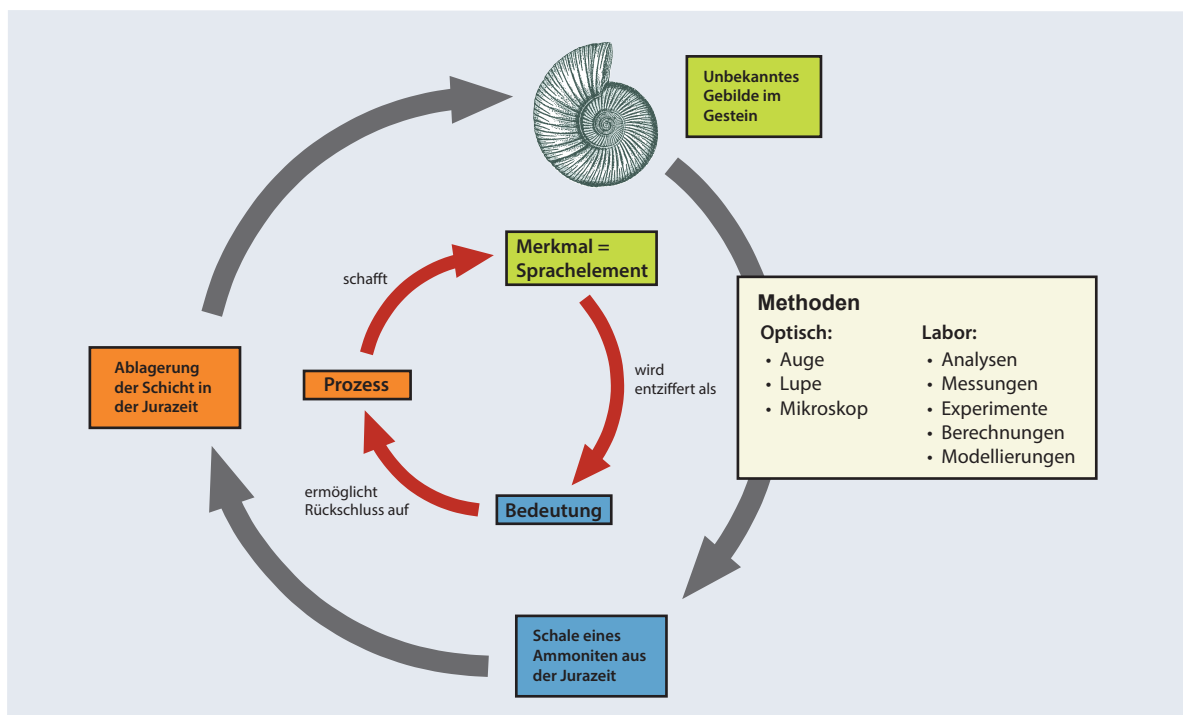 Unbekanntes
Gebilde im
Gestein
Merkmal =
Sprachelement
schafft
Methoden
Optisch:
• Auge
• Lupe
• Mikroskop
Labor:
• Analysen
• Messungen
• Experimente
• Berechnungen
• Modellierungen
Ablagerung
der Schicht in
der Jurazeit
Prozess
wird
entziffert als
ermöglicht
Rückschluss auf
Bedeutung
Schale eines
Ammoniten aus
der Jurazeit